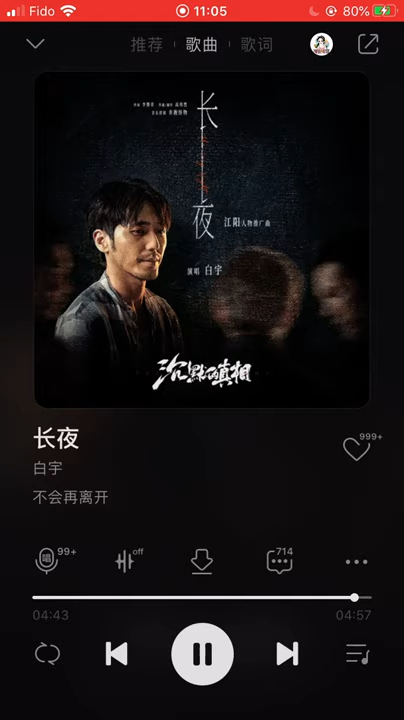 Fido 11:05 80%
推荐 歌曲 歌词
长夜
江阳人物推广曲
演唱 白宇
沉默的真相
长夜
999+
白宇
不会再离开
唱 99+ off 714
04:43 04:57